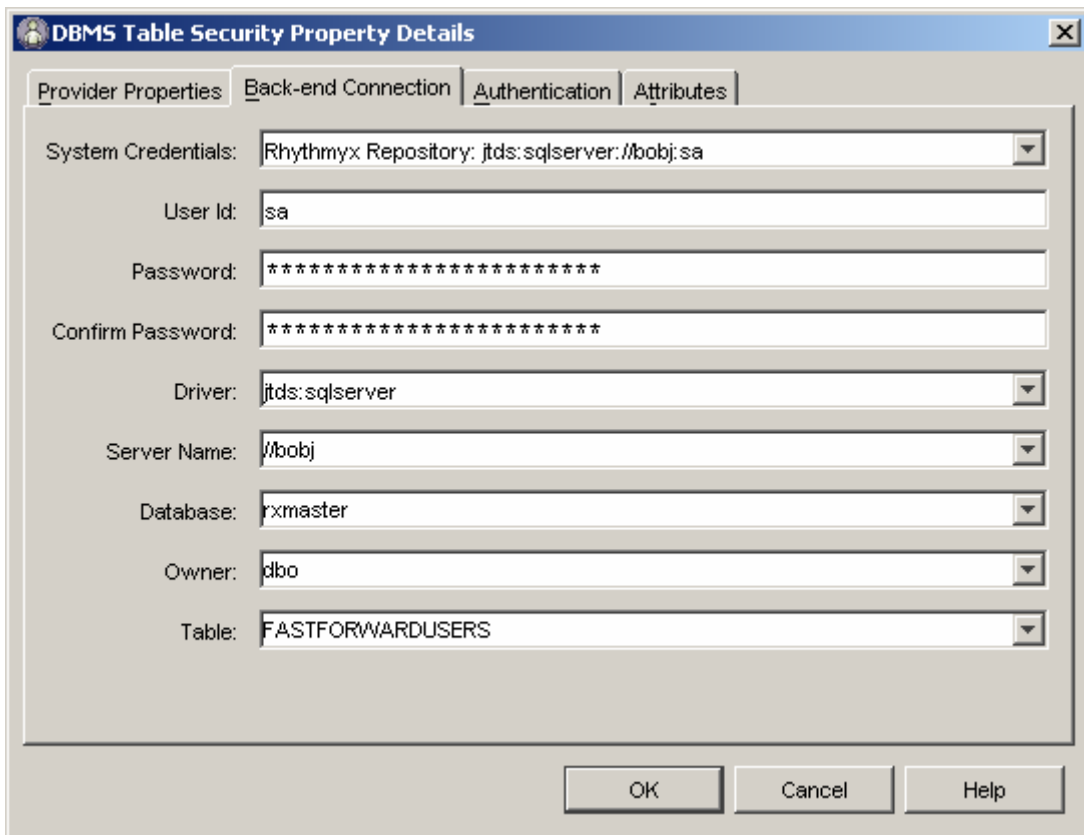 DBMS Table Security Property Details
Provider Properties Back-end Connection Authentication Attributes
System Credentials: Rhythmyx Repository: jtds:sqlserver://bobj:sa
User Id: sa
Password: ************************
Confirm Password: ************************
Driver: jtds:sqlserver
Server Name: //bobj
Database: rxmaster
Owner: dbo
Table: FASTFORWARDUSERS
OK Cancel Help